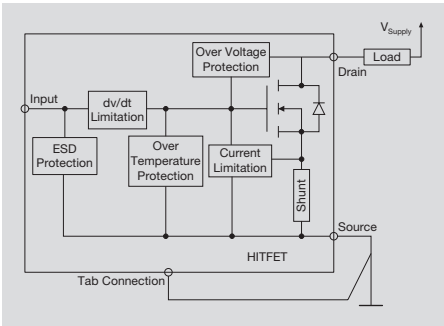 V Supply
Over Voltage
Protection
Load
Drain
Input
dv/dt
Limitation
ESD
Protection
Over
Temperature
Protection
Current
Limitation
Shunt
Source
HITFET
Tab Connection